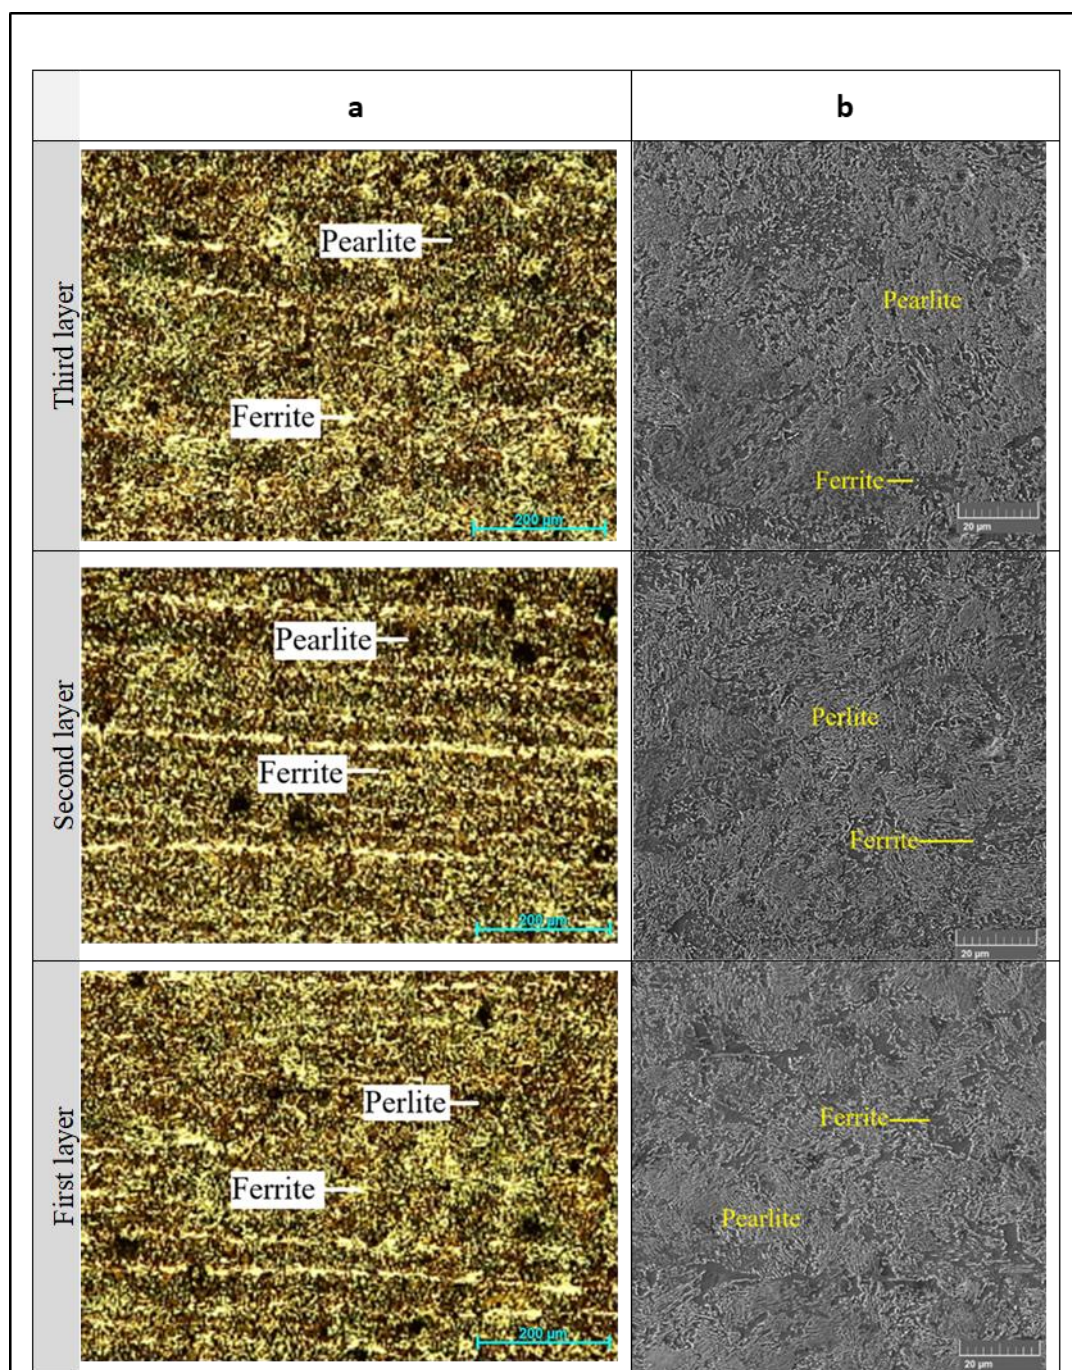 a
b
Third layer
Pearlite
Ferrite
200 µm
Pearlite
Ferrite
20 µm
Second layer
Pearlite
Ferrite
200 µm
Perlite
Ferrite
20 µm
First layer
Perlite
Ferrite
200 µm
Ferrite
Pearlite
20 µm